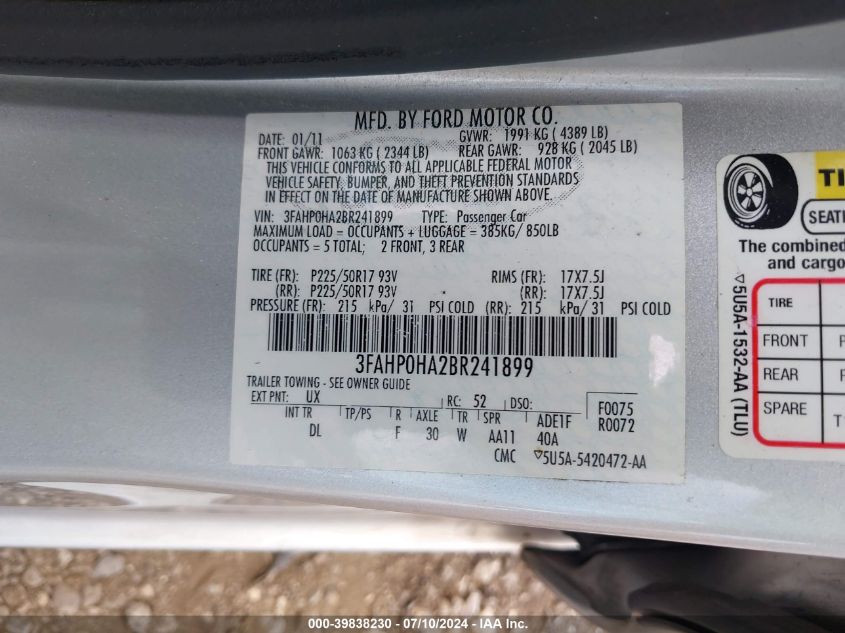 MFD. BY FORD MOTOR CO.
DATE: 01/11 GVWR: 1991 KG ( 4389 LB)
FRONT GAWR: 1063 KG ( 2344 LB) REAR GAWR: 928 KG ( 2045 LB)
THIS VEHICLE CONFORMS TO ALL APPLICABLE FEDERAL MOTOR
VEHICLE SAFETY, BUMPER, AND THEFT PREVENTION STANDARDS
IN EFFECT ON THE DATE OF MANUFACTURE SHOWN ABOVE.
VIN: 3FAHP0HA2BR241899 TYPE: Passenger Car
MAXIMUM LOAD = OCCUPANTS + LUGGAGE = 385KG/ 850LB
OCCUPANTS = 5 TOTAL; 2 FRONT, 3 REAR
TIRE (FR): P225/50R17 93V RIMS (FR): 17X7.5J
(RR): P225/50R17 93V (RR): 17X7.5J
PRESSURE (FR): 215 kPa/ 31 PSI COLD (RR): 215 kPa/ 31 PSI COLD
3FAHP0HA2BR241899
TRAILER TOWING - SEE OWNER GUIDE
EXT PNT: UX RC: 52 DSO: F0075
INT TR TP/PS R AXLE TR SPR ADE1F R0072
DL F 30 W AA11 40A
CMC ▽5U5A-5420472-AA
▽5U5A-1532-AA (TLU)
TI
SEATI
The combined
and cargo
TIRE
FRONT P
REAR P
SPARE T
000-39838230 - 07/10/2024 - IAA Inc.